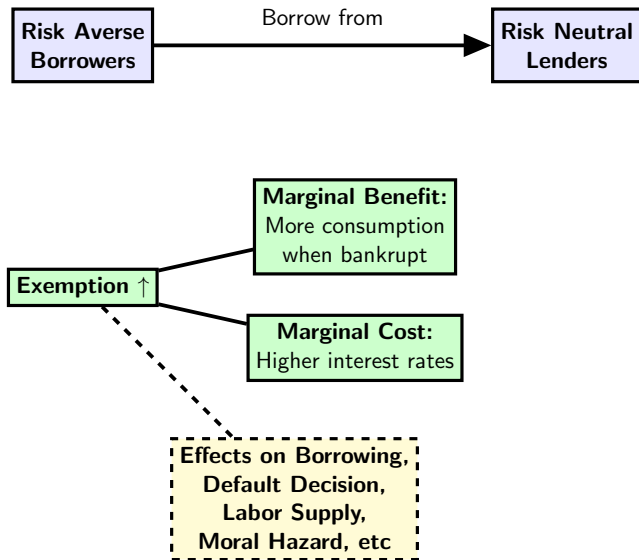 Risk Averse
Borrowers
Borrow from
Risk Neutral
Lenders
Marginal Benefit:
More consumption
when bankrupt
Exemption ↑
Marginal Cost:
Higher interest rates
Effects on Borrowing,
Default Decision,
Labor Supply,
Moral Hazard, etc